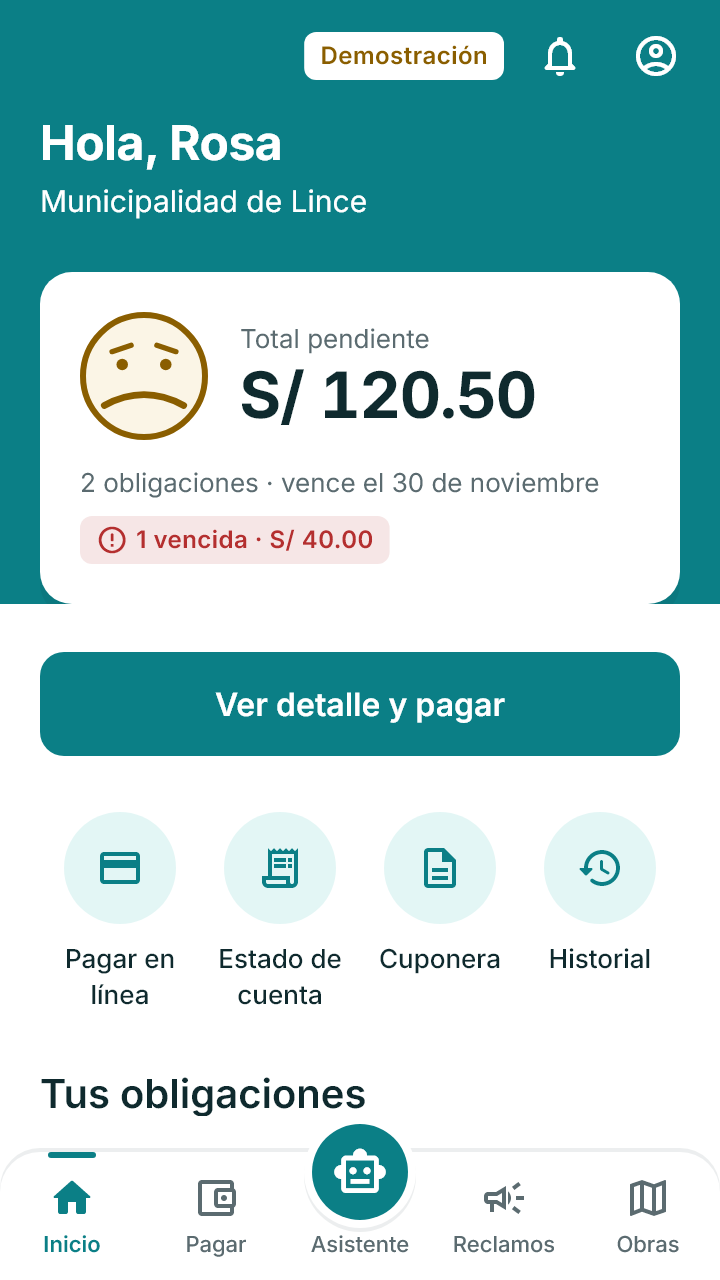 Demostración
Hola, Rosa
Municipalidad de Lince
Total pendiente
S/ 120.50
2 obligaciones · vence el 30 de noviembre
1 vencida · S/ 40.00
Ver detalle y pagar
Pagar en
línea
Estado de
cuenta
Cuponera
Historial
Tus obligaciones
Inicio
Pagar
Asistente
Reclamos
Obras